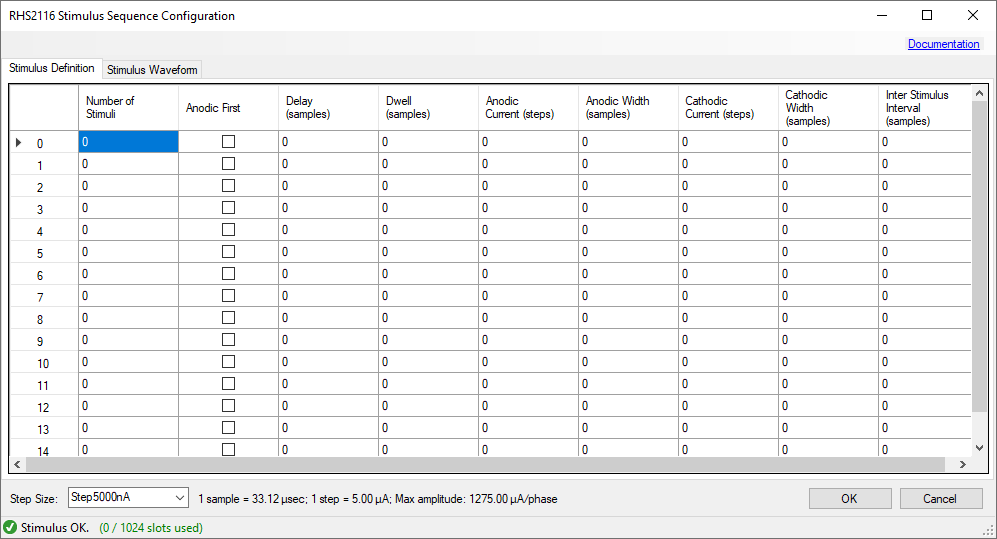 RHS2116 Stimulus Sequence Configuration
Documentation
Stimulus Definition Stimulus Waveform
Number of Stimuli Anodic First Delay (samples) Dwell (samples) Anodic Current (steps) Anodic Width (samples) Cathodic Current (steps) Cathodic Width (samples) Inter Stimulus Interval (samples)
0 0 0 0 0 0 0 0 0
1 0 0 0 0 0 0 0 0
2 0 0 0 0 0 0 0 0
3 0 0 0 0 0 0 0 0
4 0 0 0 0 0 0 0 0
5 0 0 0 0 0 0 0 0
6 0 0 0 0 0 0 0 0
7 0 0 0 0 0 0 0 0
8 0 0 0 0 0 0 0 0
9 0 0 0 0 0 0 0 0
10 0 0 0 0 0 0 0 0
11 0 0 0 0 0 0 0 0
12 0 0 0 0 0 0 0 0
13 0 0 0 0 0 0 0 0
14 0 0 0 0 0 0 0 0
Step Size: Step5000nA 1 sample = 33.12 µsec; 1 step = 5.00 µA; Max amplitude: 1275.00 µA/phase OK Cancel
Stimulus OK. (0 / 1024 slots used)